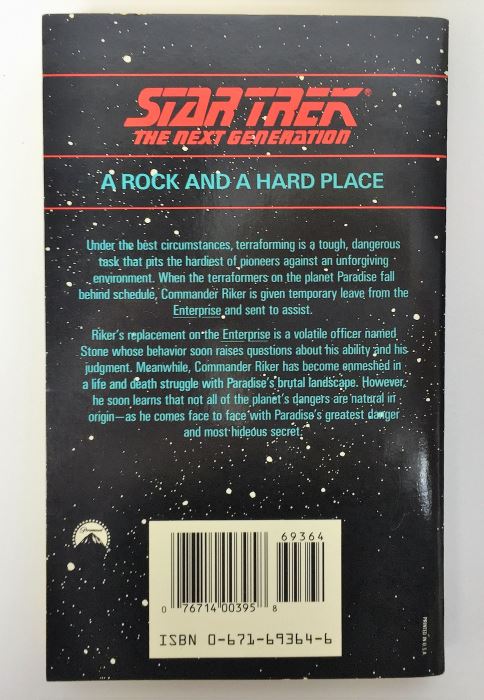 STAR TREK®
THE NEXT GENERATION
A ROCK AND A HARD PLACE
Under the best circumstances, terraforming is a tough, dangerous
task that pits the hardiest of pioneers against an unforgiving
environment. When the terraformers on the planet Paradise fall
behind schedule, Commander Riker is given temporary leave from the
Enterprise and sent to assist.
Riker's replacement on the Enterprise is a volatile officer named
Stone whose behavior soon raises questions about his ability and his
judgment. Meanwhile, Commander Riker has become enmeshed in
a life and death struggle with Paradise's brutal landscape. However,
he soon learns that not all of the planet's dangers are natural in
origin—as he comes face to face with Paradise's greatest danger
and most hideous secret.
Paramount
69364
0 76714 00395 8
ISBN 0-671-69364-6
PRINTED IN U.S.A.